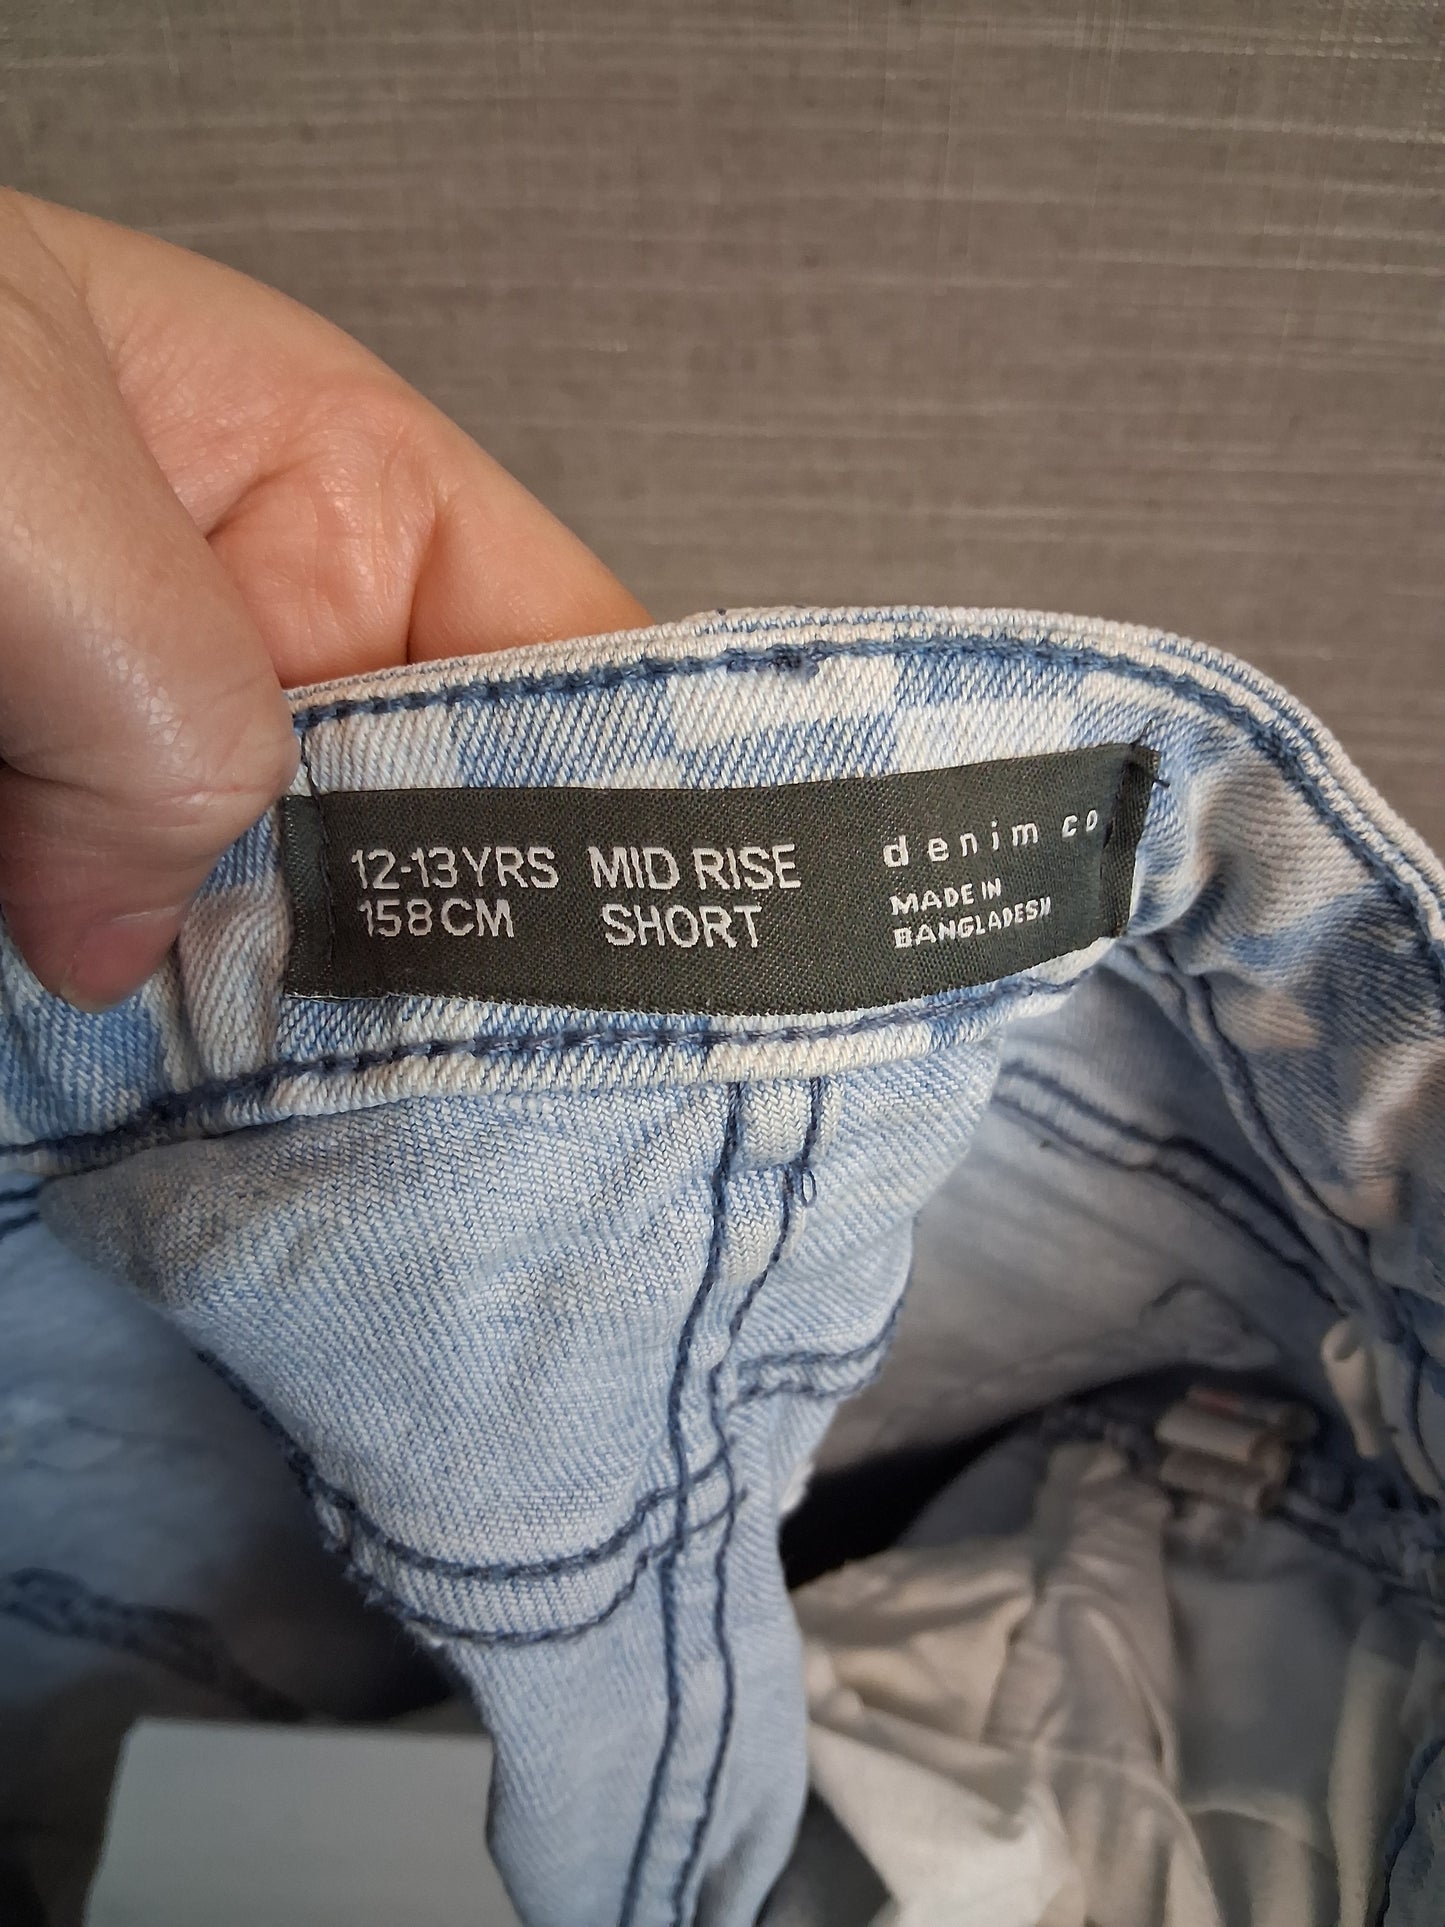 12-13YRS
158CM
MID RISE
SHORT
denim co
MADE IN
BANGLADESH